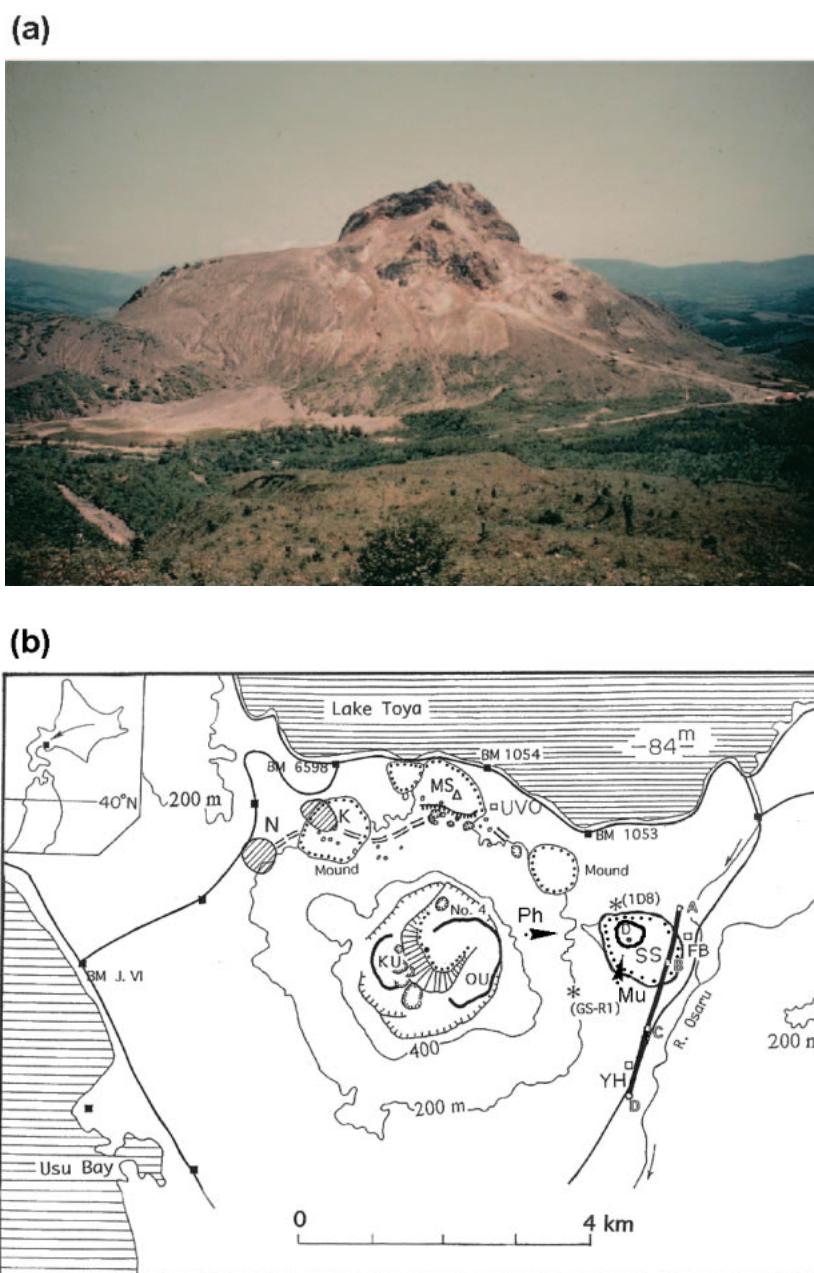 (a)
(b)
Lake Toya
84m
BM 6598
BM 1054
MS
UVO
40°N
200 m
N
K
BM 1053
Mound
Mound
No. 4
Ph
(1D8)
A
D
SS
FB
B
KU
OU
BM J. VI
Mu
(GS-R1)
C
R. Osaru
400
200 m
YH
200 m
D
Usu Bay
0
4 km